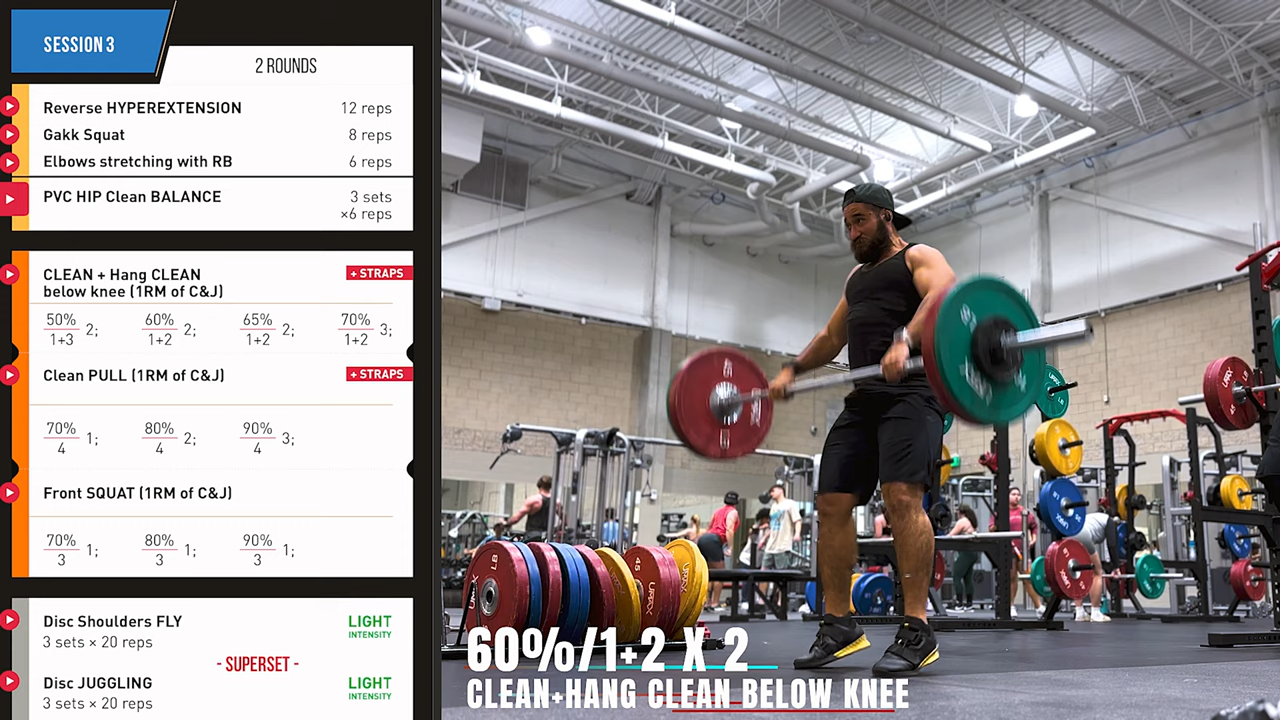 SESSION 3
2 ROUNDS
Reverse HYPEREXTENSION 12 reps
Gakk Squat 8 reps
Elbows stretching with RB 6 reps
PVC HIP Clean BALANCE 3 sets
×6 reps
CLEAN + Hang CLEAN + STRAPS
below knee (1RM of C&J)
50% 60% 65% 70%
2; 2; 2; 3;
1+3 1+2 1+2 1+2
Clean PULL (1RM of C&J) + STRAPS
70% 80% 90%
1; 2; 3;
4 4 4
Front SQUAT (1RM of C&J)
70% 80% 90%
1; 1; 1;
3 3 3
Disc Shoulders FLY LIGHT
INTENSITY
3 sets × 20 reps
- SUPERSET -
Disc JUGGLING LIGHT
INTENSITY
3 sets × 20 reps
60%/1+2 X 2
CLEAN+HANG CLEAN BELOW KNEE